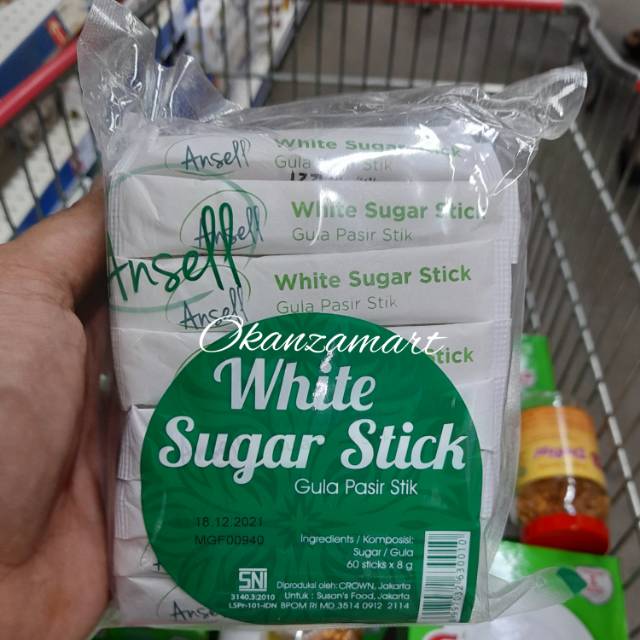 Ansell
White Sugar Stick
Gula Pasir Stik
White Sugar Stick
Ansell
Gula Pasir Stik
Ansell
White Sugar Stick
Ansell
Gula Pasir Stik
Okanzamart
Stick
White
Sugar Stick
Gula Pasir Stik
18.12.2021
MGF00940
Ingredients / Komposisi:
Sugar / Gula
60 sticks x 8 g
SNI
3140.3:2010
LSPr-101-IDN
Diproduksi oleh: CROWN, Jakarta
Untuk : Susan's Food, Jakarta
BPOM RI MD 3514 0912 2114